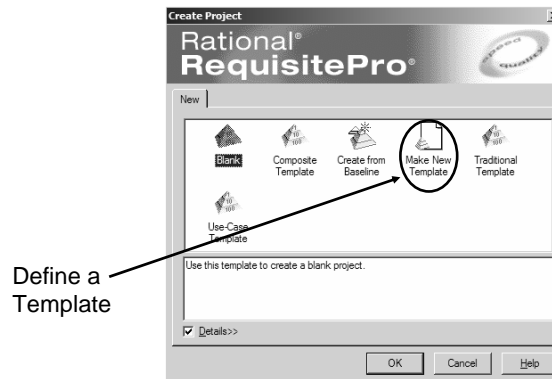 Create Project
Rational®
RequisitePro®
speed
quality
New
Blank
Composite
Template
Create from
Baseline
Make New
Template
Traditional
Template
Use-Case
Template
Define a
Template
Use this template to create a blank project.
Details>>
OK
Cancel
Help